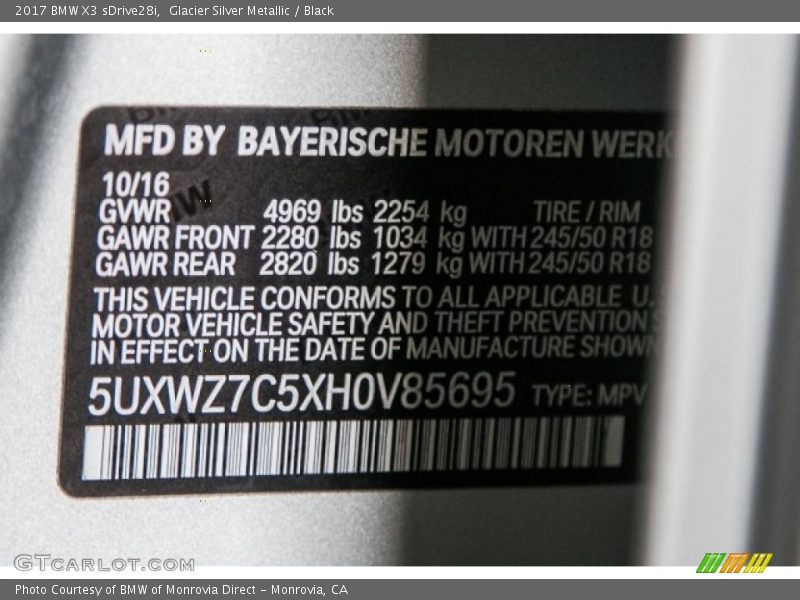 2017 BMW X3 sDrive28i, Glacier Silver Metallic / Black
MFD BY BAYERISCHE MOTOREN WERK
10/16
GVWR 4969 lbs 2254 kg TIRE / RIM
GAWR FRONT 2280 lbs 1034 kg WITH 245/50 R18
GAWR REAR 2820 lbs 1279 kg WITH 245/50 R18
THIS VEHICLE CONFORMS TO ALL APPLICABLE U.
MOTOR VEHICLE SAFETY AND THEFT PREVENTION S
IN EFFECT ON THE DATE OF MANUFACTURE SHOWN
5UXWZ7C5XH0V85695 TYPE: MPV
GTCARLOT.COM
Photo Courtesy of BMW of Monrovia Direct - Monrovia, CA